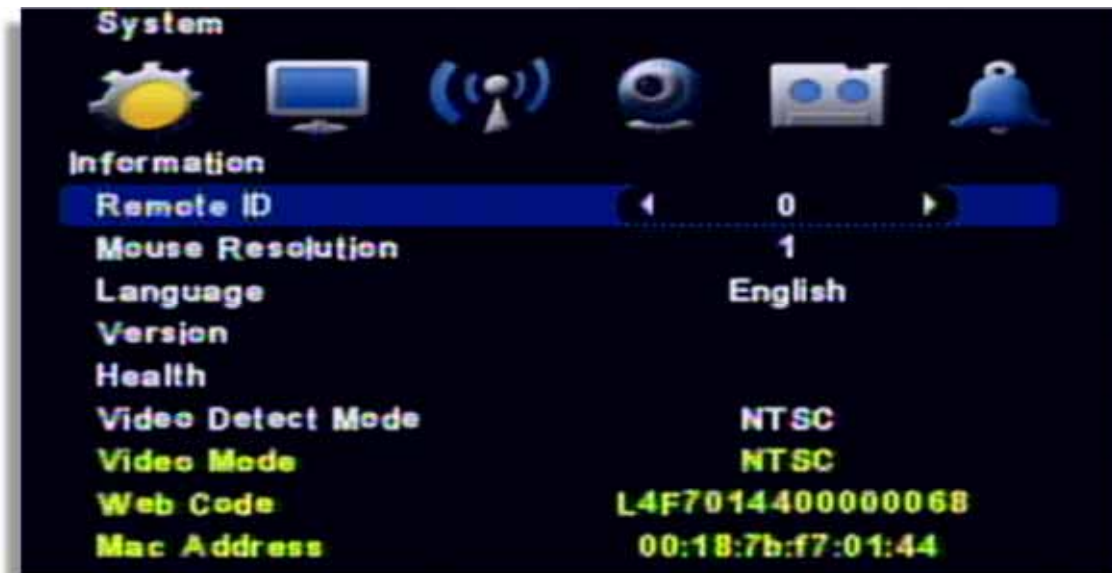 System
Information
Remote ID 0
Mouse Resolution 1
Language English
Version
Health
Video Detect Mode NTSC
Video Mode NTSC
Web Code L4F7014400000068
Mac Address 00:18:7b:f7:01:44